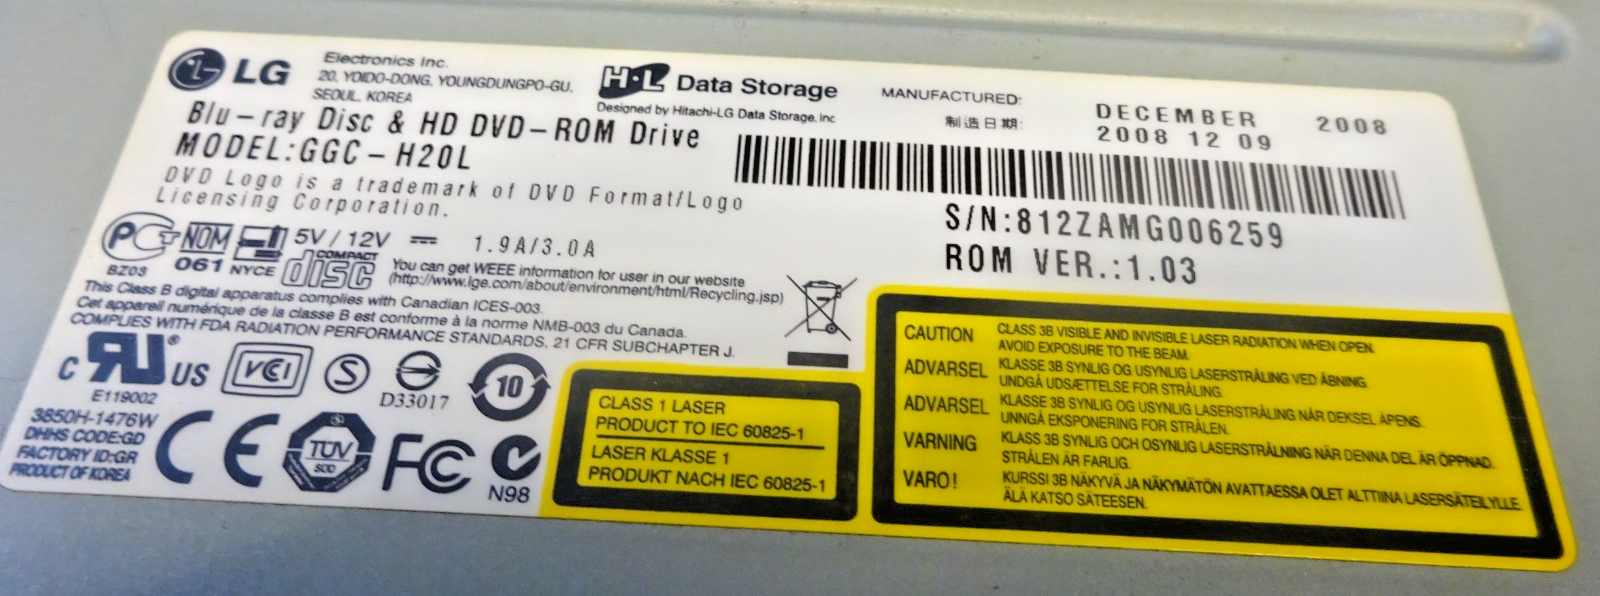 LG
Electronics Inc.
20, YOIDO-DONG, YOUNGDUNGPO-GU,
SEOUL, KOREA
H·L Data Storage
Designed by Hitachi-LG Data Storage, Inc
MANUFACTURED: DECEMBER 2008
制造日期: 2008 12 09
Blu-ray Disc & HD DVD-ROM Drive
MODEL:GGC-H20L
DVD Logo is a trademark of DVD Format/Logo
Licensing Corporation.
S/N:812ZAMG006259
ROM VER.:1.03
PCT
BZ03
NOM
061 NYCE
5V / 12V ⎓ 1.9A/3.0A
COMPACT
disc
You can get WEEE information for user in our website
(http://www.lge.com/about/environment/html/Recycling.jsp)
This Class B digital apparatus complies with Canadian ICES-003.
Cet appareil numérique de la classe B est conforme à la norme NMB-003 du Canada.
COMPLIES WITH FDA RADIATION PERFORMANCE STANDARDS, 21 CFR SUBCHAPTER J.
C RU® US
E119002
VCCI
S
D33017
10
3850H-1476W
DHHS CODE:GD
FACTORY ID:GR
PRODUCT OF KOREA
CE
TÜV
SÜD
FC
N98
CLASS 1 LASER
PRODUCT TO IEC 60825-1
LASER KLASSE 1
PRODUKT NACH IEC 60825-1
CAUTION CLASS 3B VISIBLE AND INVISIBLE LASER RADIATION WHEN OPEN.
AVOID EXPOSURE TO THE BEAM.
ADVARSEL KLASSE 3B SYNLIG OG USYNLIG LASERSTRÅLING VED ÅBNING.
UNDGÅ UDSÆTTELSE FOR STRÅLING.
ADVARSEL KLASSE 3B SYNLIG OG USYNLIG LASERSTRÅLING NÅR DEKSEL ÅPENS.
UNNGÅ EKSPONERING FOR STRÅLEN.
VARNING KLASS 3B SYNLIG OCH OSYNLIG LASERSTRÅLNING NÄR DENNA DEL ÄR ÖPPNAD.
STRÅLEN ÄR FARLIG.
VARO! KURSSI 3B NÄKYVÄ JA NÄKYMÄTÖN AVATTAESSA OLET ALTTIINA LASERSÄTEILYLLE.
ÄLÄ KATSO SÄTEESEN.